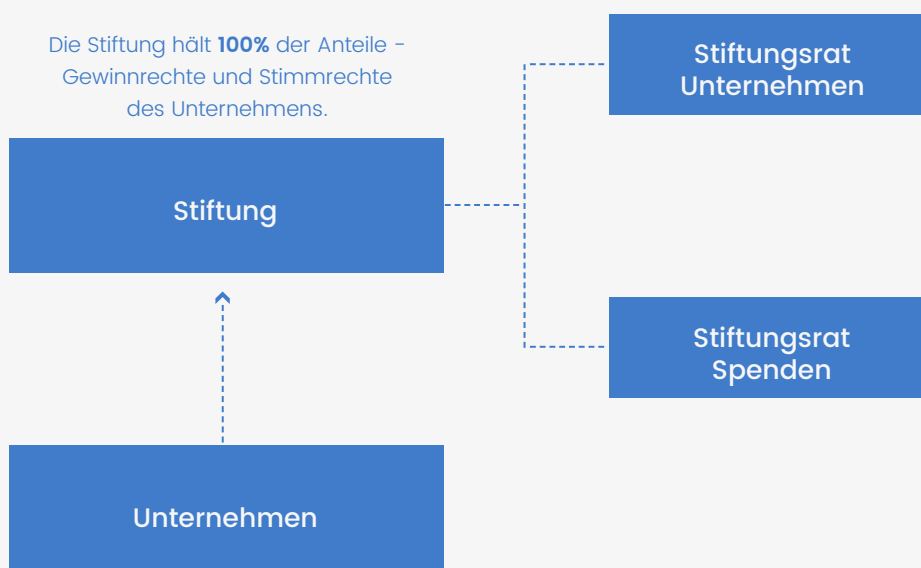 Die Stiftung hält 100% der Anteile -
Gewinnrechte und Stimmrechte
des Unternehmens.
Stiftung
Unternehmen
Stiftungsrat
Unternehmen
Stiftungsrat
Spenden